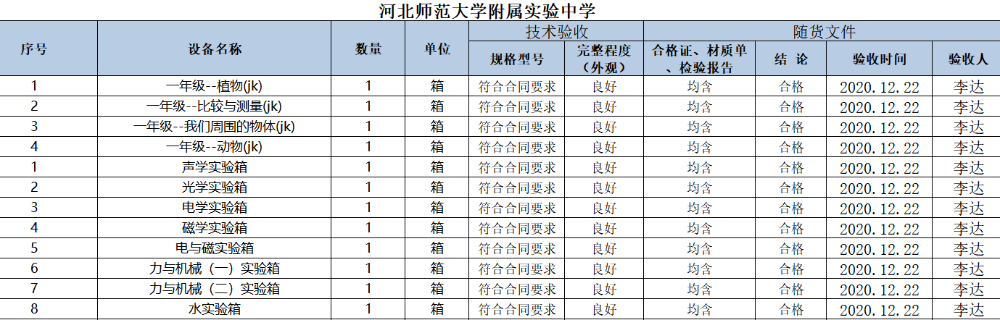 河北师范大学附属实验中学
序号 设备名称 数量 单位 技术验收 随货文件
规格型号 完整程度（外观） 合格证、材质单、检验报告 结 论 验收时间 验收人
1 一年级--植物(jk) 1 箱 符合合同要求 良好 均含 合格 2020.12.22 李达
2 一年级--比较与测量(jk) 1 箱 符合合同要求 良好 均含 合格 2020.12.22 李达
3 一年级--我们周围的物体(jk) 1 箱 符合合同要求 良好 均含 合格 2020.12.22 李达
4 一年级--动物(jk) 1 箱 符合合同要求 良好 均含 合格 2020.12.22 李达
1 声学实验箱 1 箱 符合合同要求 良好 均含 合格 2020.12.22 李达
2 光学实验箱 1 箱 符合合同要求 良好 均含 合格 2020.12.22 李达
3 电学实验箱 1 箱 符合合同要求 良好 均含 合格 2020.12.22 李达
4 磁学实验箱 1 箱 符合合同要求 良好 均含 合格 2020.12.22 李达
5 电与磁实验箱 1 箱 符合合同要求 良好 均含 合格 2020.12.22 李达
6 力与机械（一）实验箱 1 箱 符合合同要求 良好 均含 合格 2020.12.22 李达
7 力与机械（二）实验箱 1 箱 符合合同要求 良好 均含 合格 2020.12.22 李达
8 水实验箱 1 箱 符合合同要求 良好 均含 合格 2020.12.22 李达